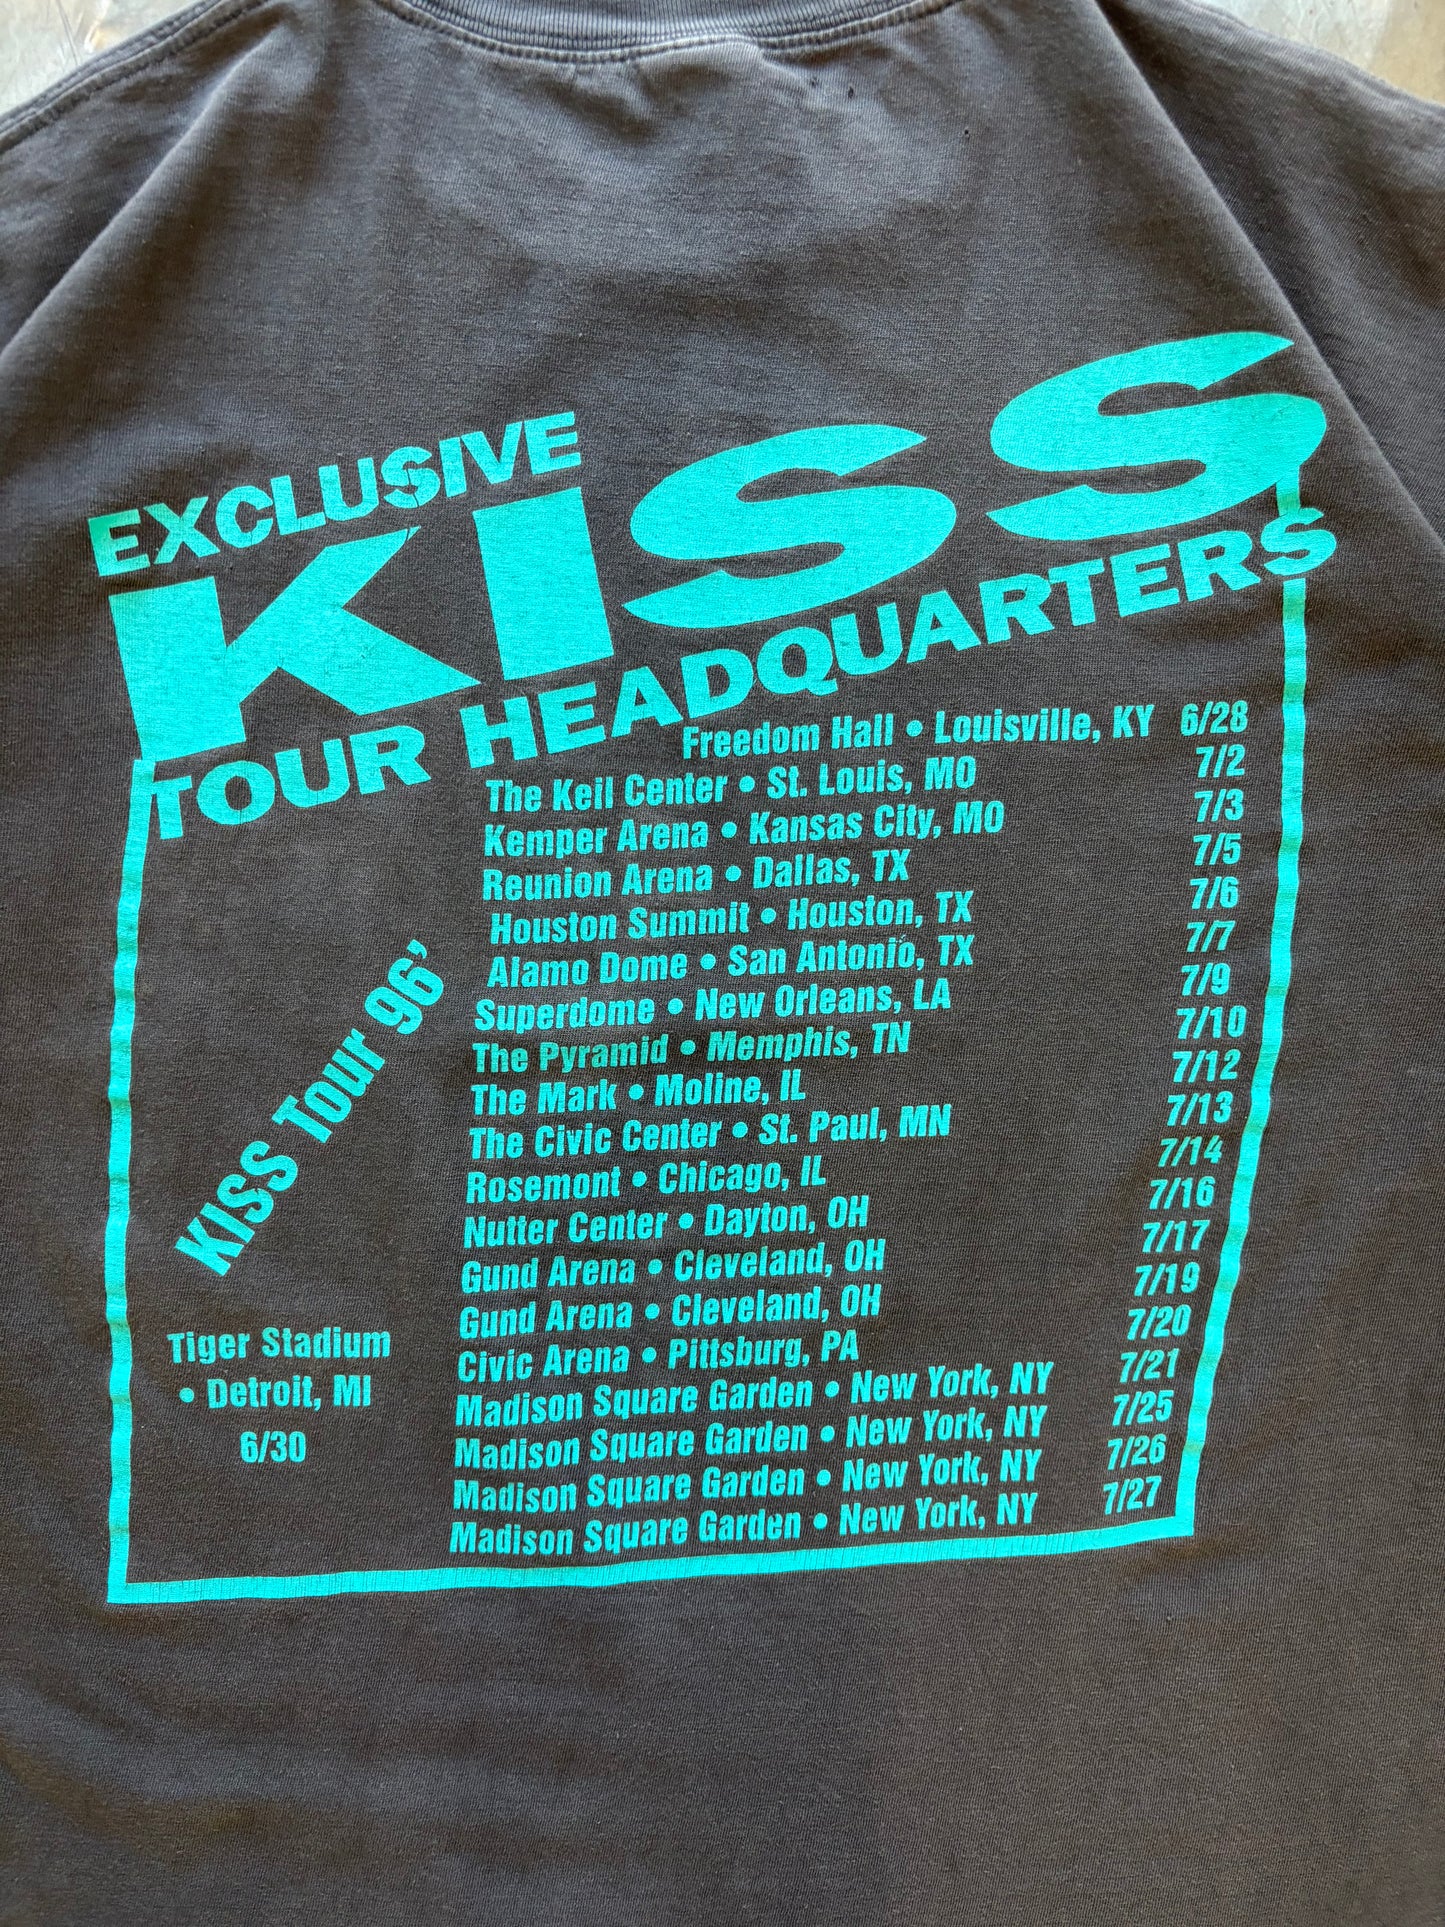 EXCLUSIVE
KISS
TOUR HEADQUARTERS
Freedom Hall • Louisville, KY 6/28
The Keil Center • St. Louis, MO 7/2
Kemper Arena • Kansas City, MO 7/3
Reunion Arena • Dallas, TX 7/5
Houston Summit • Houston, TX 7/6
Alamo Dome • San Antonio, TX 7/7
Superdome • New Orleans, LA 7/9
The Pyramid • Memphis, TN 7/10
The Mark • Moline, IL 7/12
The Civic Center • St. Paul, MN 7/13
Rosemont • Chicago, IL 7/14
Nutter Center • Dayton, OH 7/16
Gund Arena • Cleveland, OH 7/17
Gund Arena • Cleveland, OH 7/19
Civic Arena • Pittsburg, PA 7/20
Madison Square Garden • New York, NY 7/21
Madison Square Garden • New York, NY 7/25
Madison Square Garden • New York, NY 7/26
Madison Square Garden • New York, NY 7/27
KISS Tour 96'
Tiger Stadium
• Detroit, MI
6/30